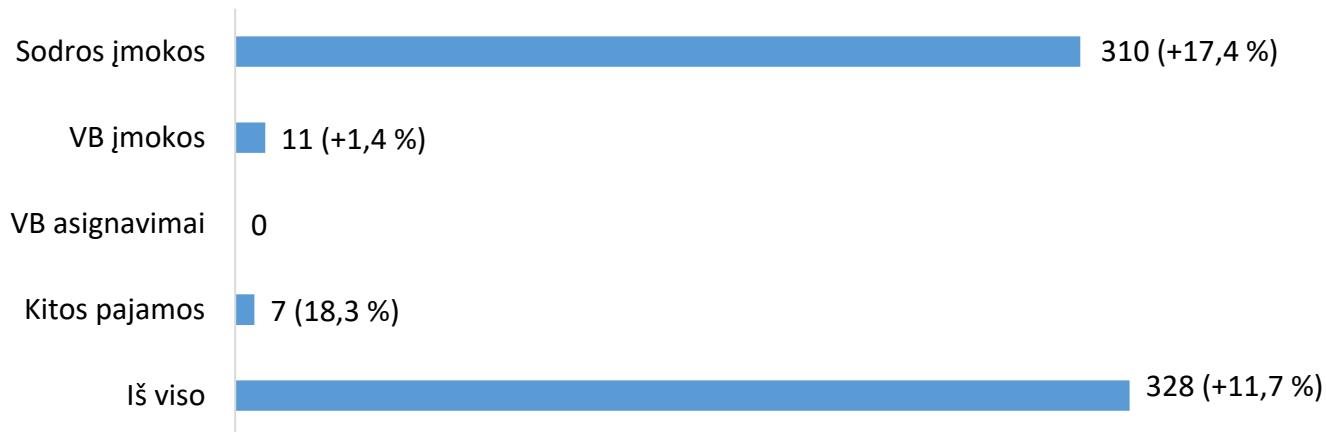 Sodros įmokos 310 (+17,4 %)
VB įmokos 11 (+1,4 %)
VB asignavimai 0
Kitos pajamos 7 (18,3 %)
Iš viso 328 (+11,7 %)